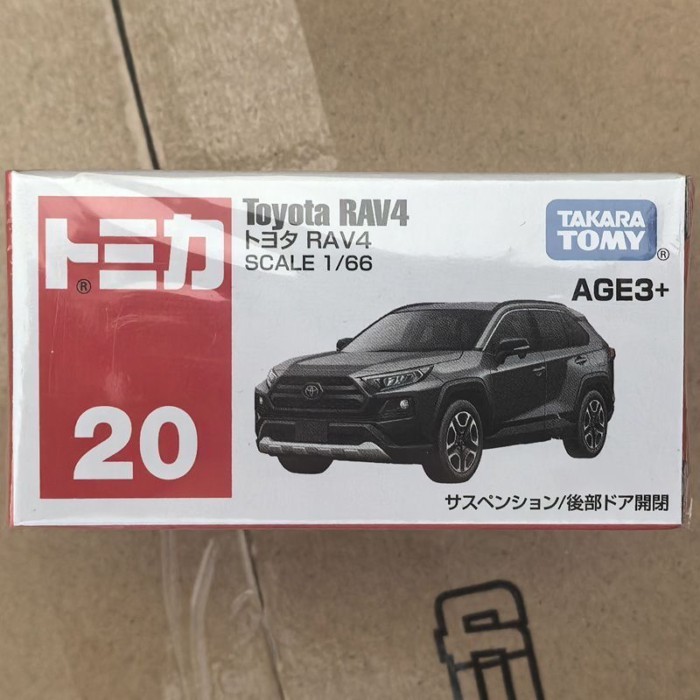 トミカ®
20
Toyota RAV4
トヨタ RAV4
SCALE 1/66
TAKARA
TOMY®
AGE3+
サスペンション/後部ドア開閉